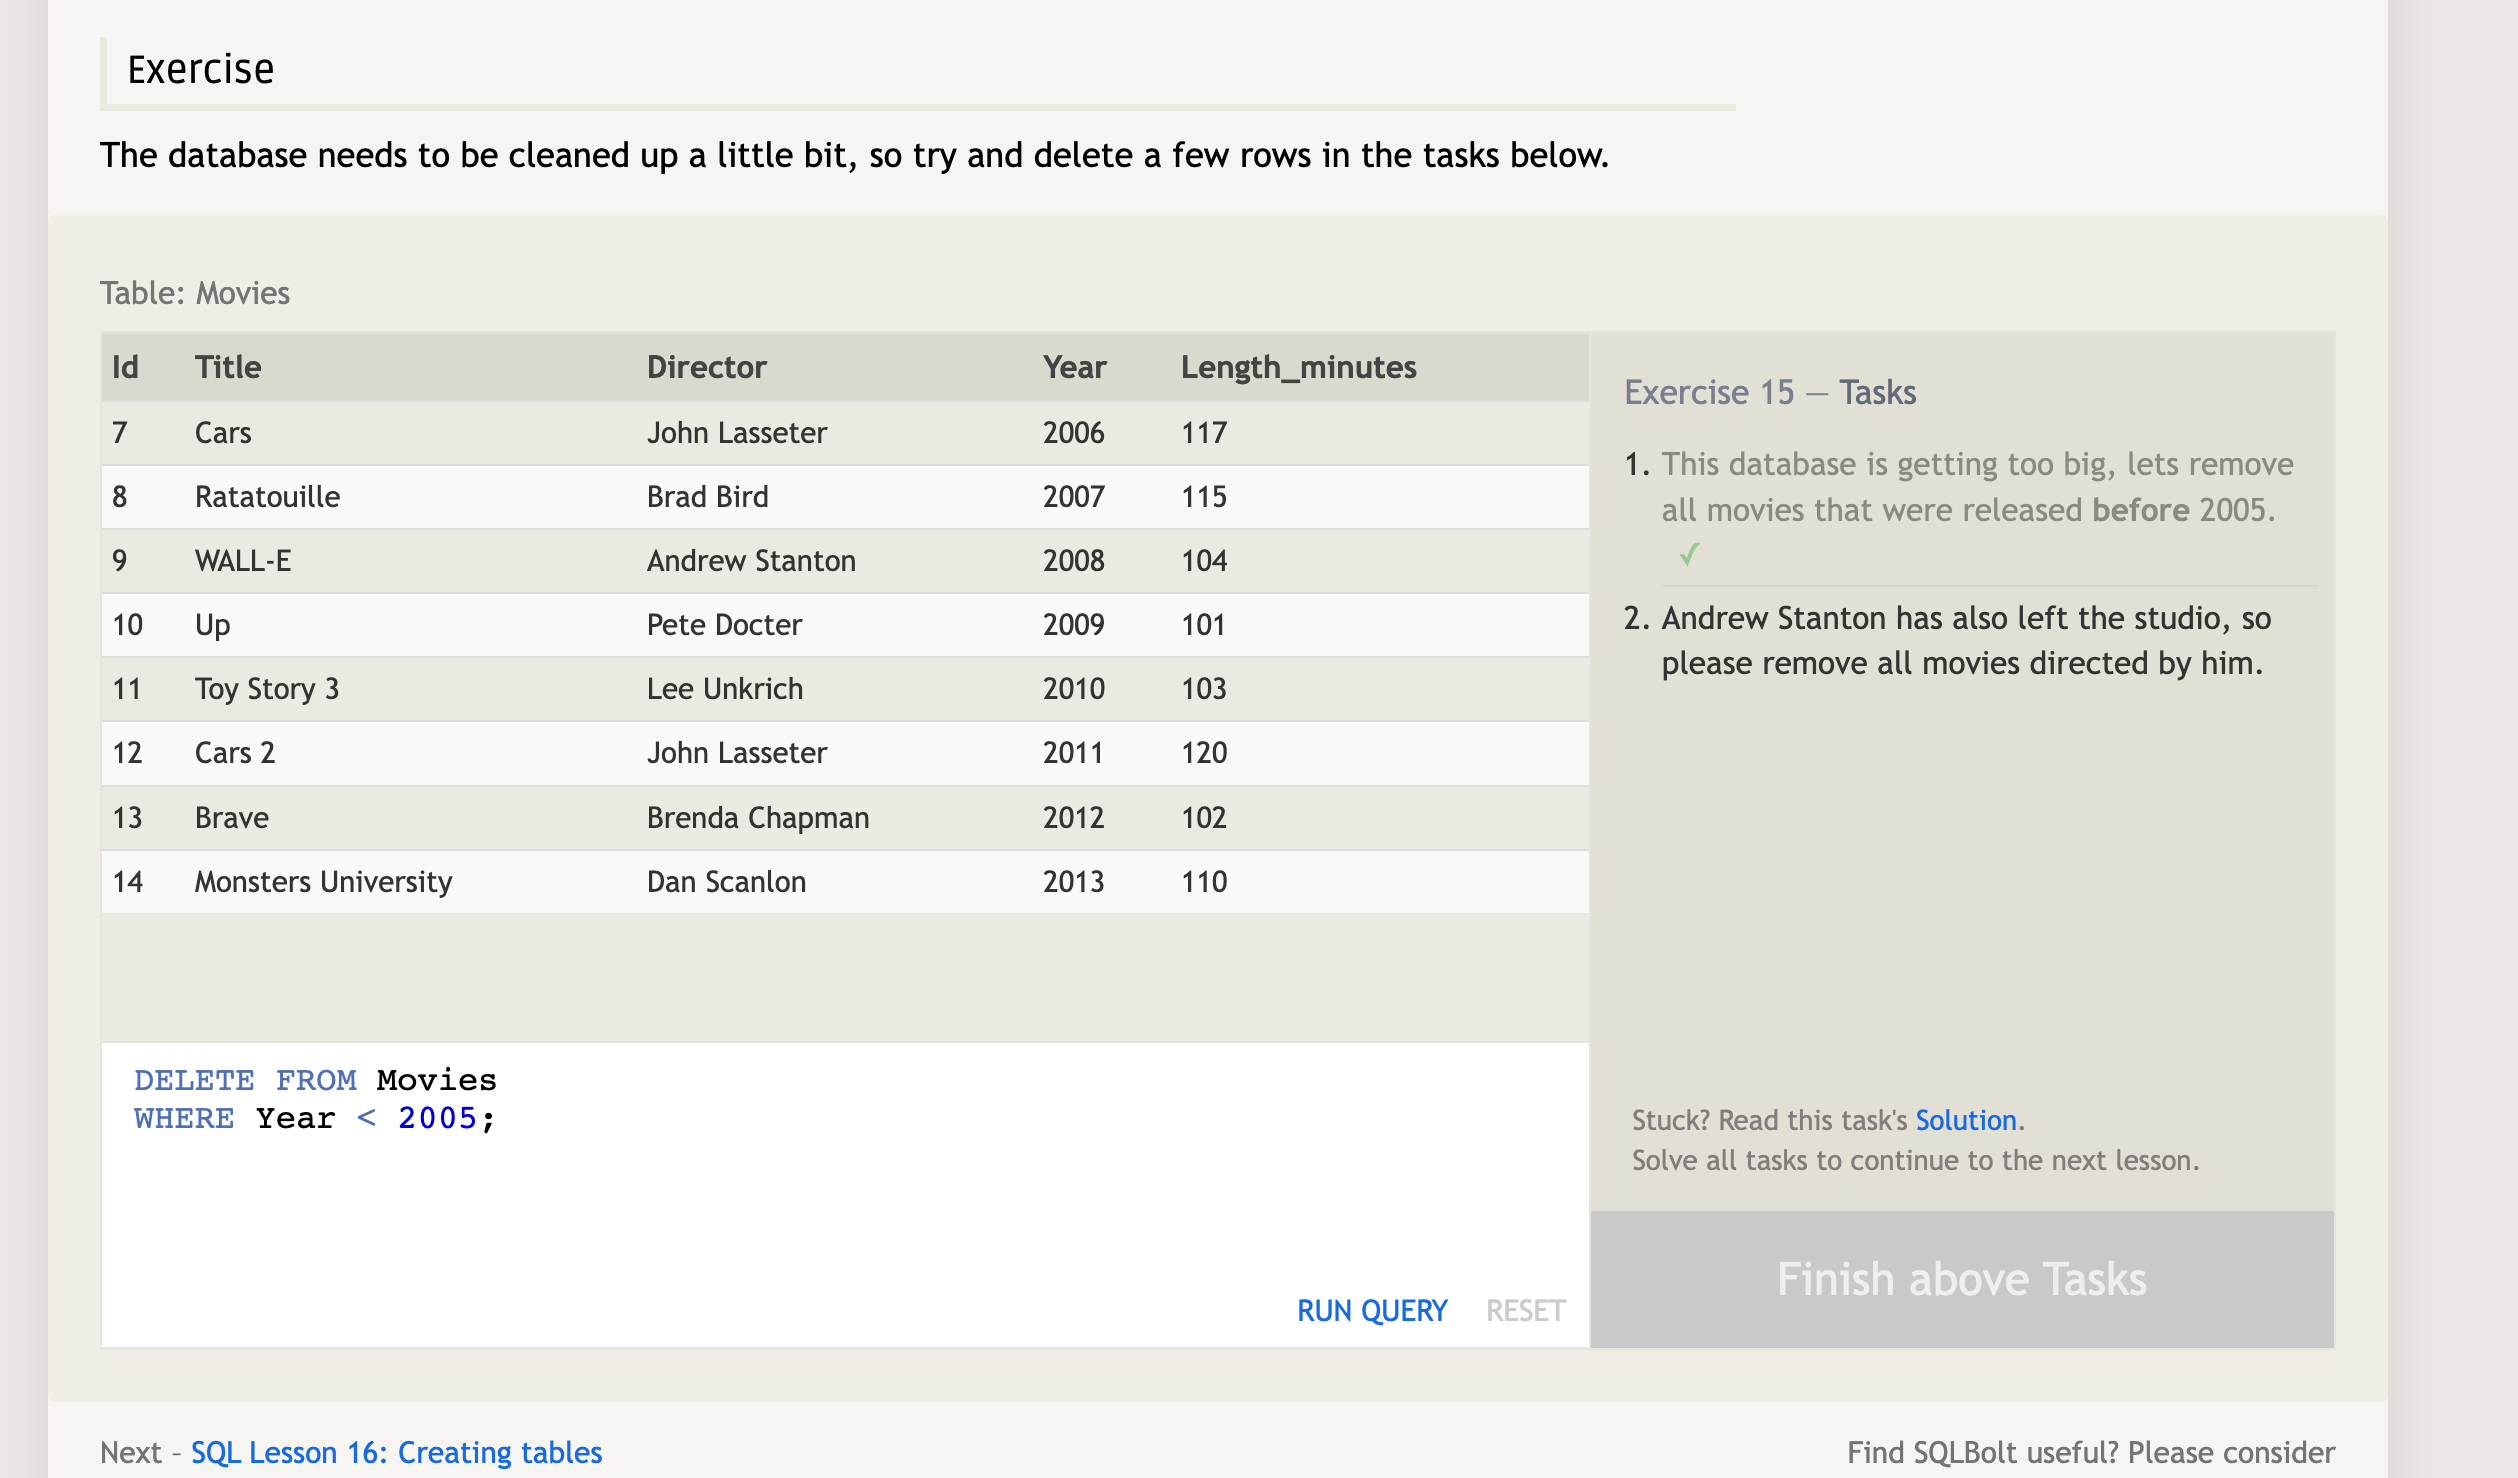 Exercise
The database needs to be cleaned up a little bit, so try and delete a few rows in the tasks below.
Table: Movies
Id Title Director Year Length_minutes
7 Cars John Lasseter 2006 117
8 Ratatouille Brad Bird 2007 115
9 WALL-E Andrew Stanton 2008 104
10 Up Pete Docter 2009 101
11 Toy Story 3 Lee Unkrich 2010 103
12 Cars 2 John Lasseter 2011 120
13 Brave Brenda Chapman 2012 102
14 Monsters University Dan Scanlon 2013 110
DELETE FROM Movies
WHERE Year < 2005;
RUN QUERY RESET
Exercise 15 — Tasks
1. This database is getting too big, lets remove
all movies that were released before 2005.
✓
2. Andrew Stanton has also left the studio, so
please remove all movies directed by him.
Stuck? Read this task's Solution.
Solve all tasks to continue to the next lesson.
Finish above Tasks
Next – SQL Lesson 16: Creating tables
Find SQLBolt useful? Please consider